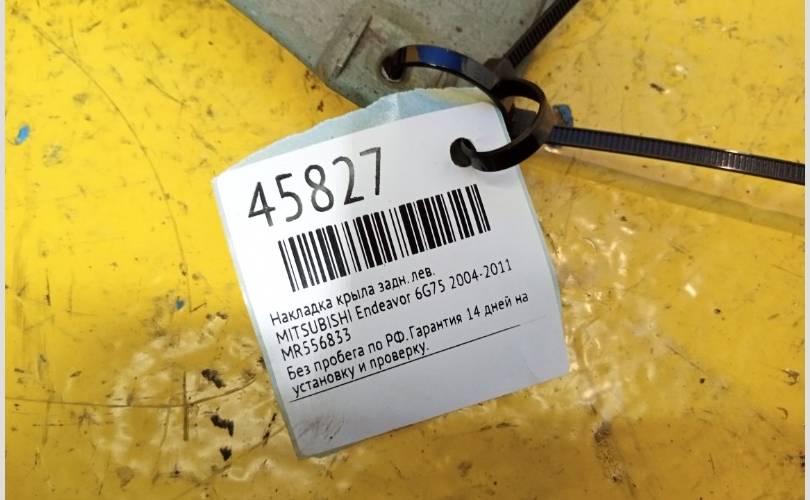 45827
Накладка крыла задн. лев.
MITSUBISHI Endeavor 6G75 2004-2011
MR556833
Без пробега по РФ.Гарантия 14 дней на
установку и проверку.